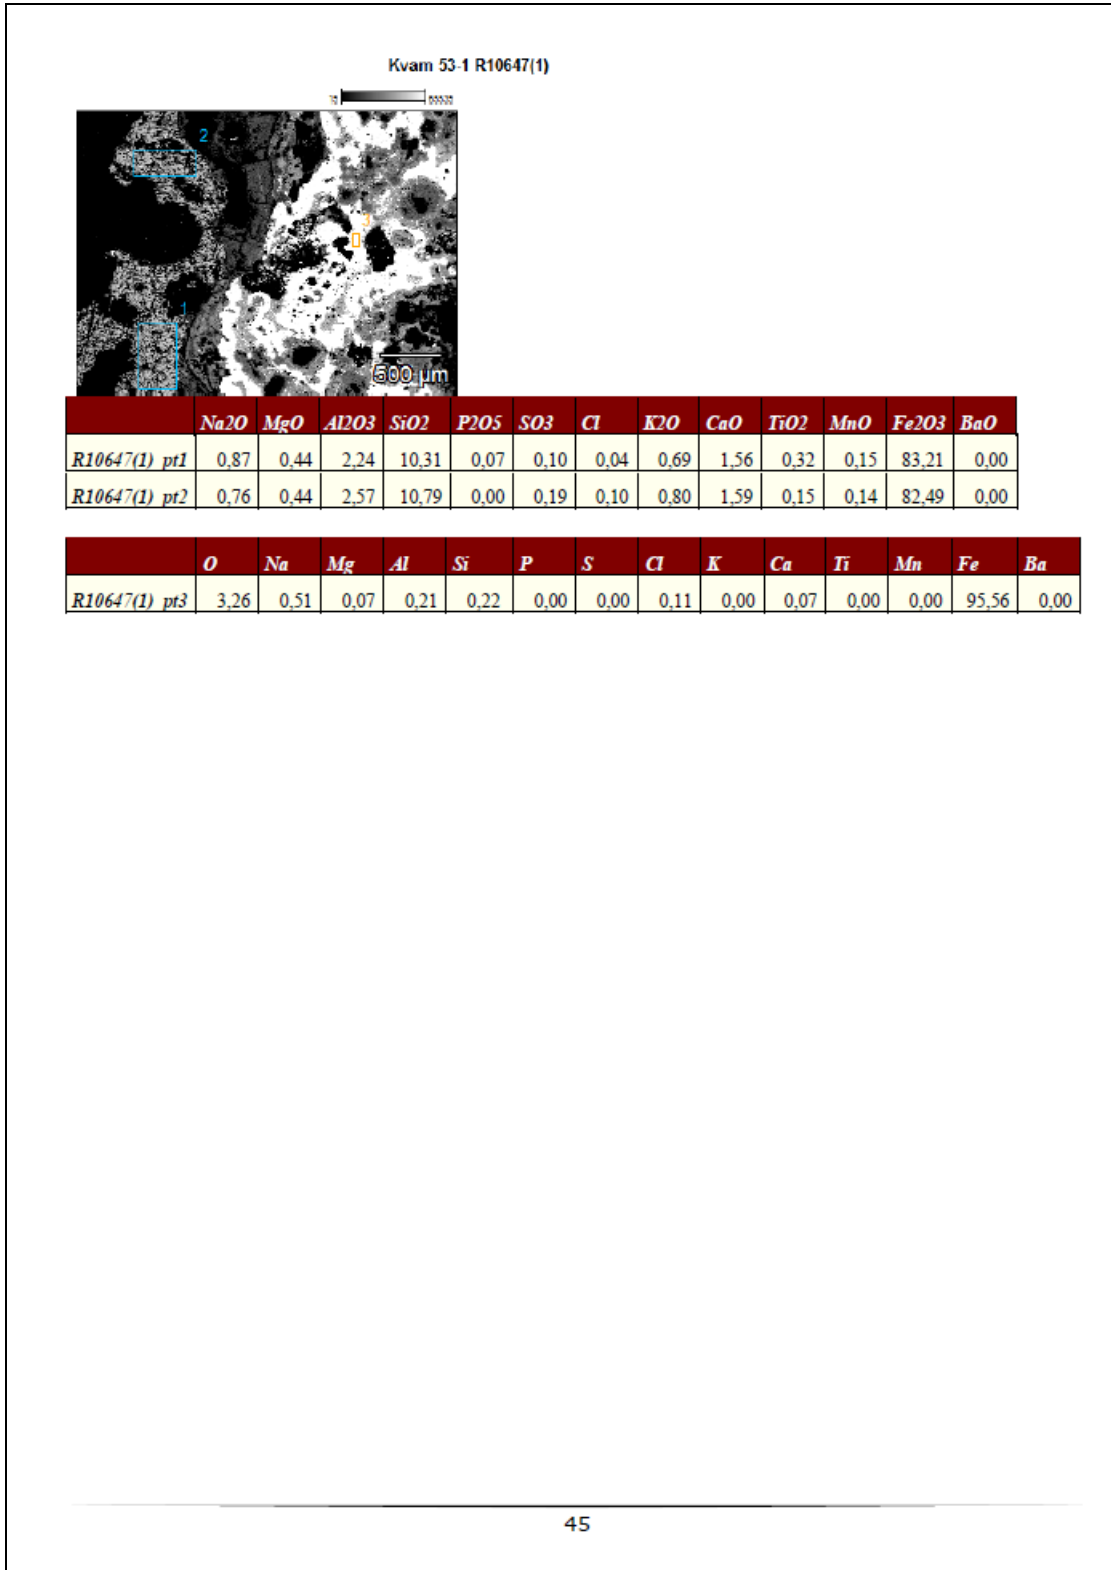 Kvam 53-1 R10647(1)
2
3
1
500 µm
Na2O MgO Al2O3 SiO2 P2O5 SO3 Cl K2O CaO TiO2 MnO Fe2O3 BaO
R10647(1)_pt1 0,87 0,44 2,24 10,31 0,07 0,10 0,04 0,69 1,56 0,32 0,15 83,21 0,00
R10647(1)_pt2 0,76 0,44 2,57 10,79 0,00 0,19 0,10 0,80 1,59 0,15 0,14 82,49 0,00
O Na Mg Al Si P S Cl K Ca Ti Mn Fe Ba
R10647(1)_pt3 3,26 0,51 0,07 0,21 0,22 0,00 0,00 0,11 0,00 0,07 0,00 0,00 95,56 0,00
45